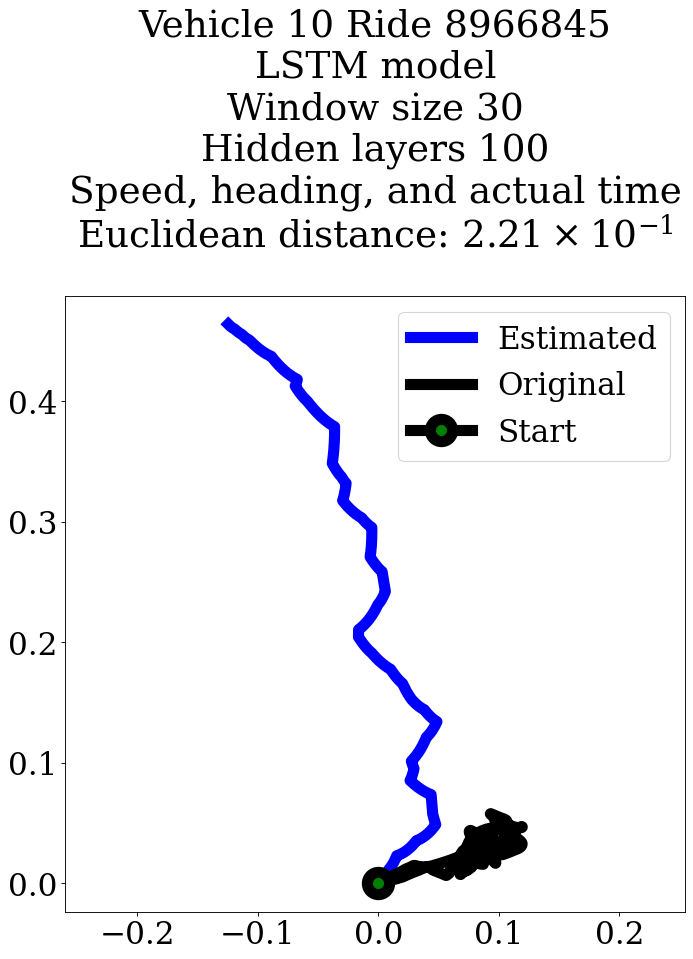 Vehicle 10 Ride 8966845
LSTM model
Window size 30
Hidden layers 100
Speed, heading, and actual time
Euclidean distance: 2.21 × 10⁻¹
Estimated
Original
Start
0.4
0.3
0.2
0.1
0.0
−0.2 −0.1 0.0 0.1 0.2